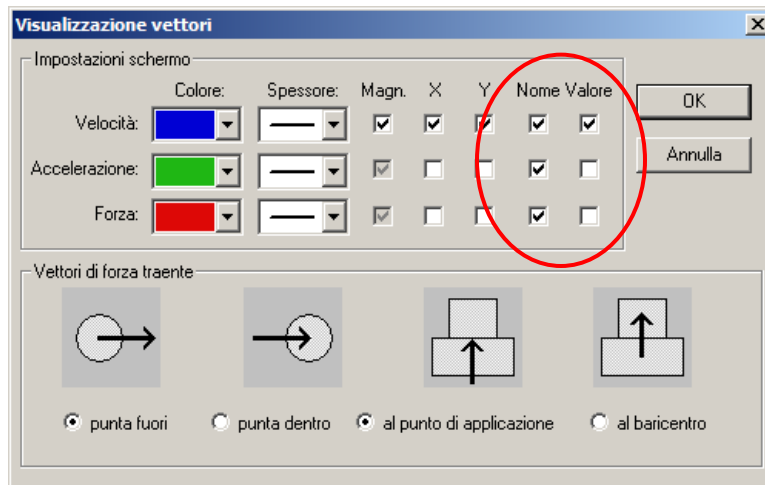 Visualizzazione vettori
Impostazioni schermo
Colore: Spessore: Magn. X Y Nome Valore
Velocità:
Accelerazione:
Forza:
OK
Annulla
Vettori di forza traente
punta fuori punta dentro al punto di applicazione al baricentro